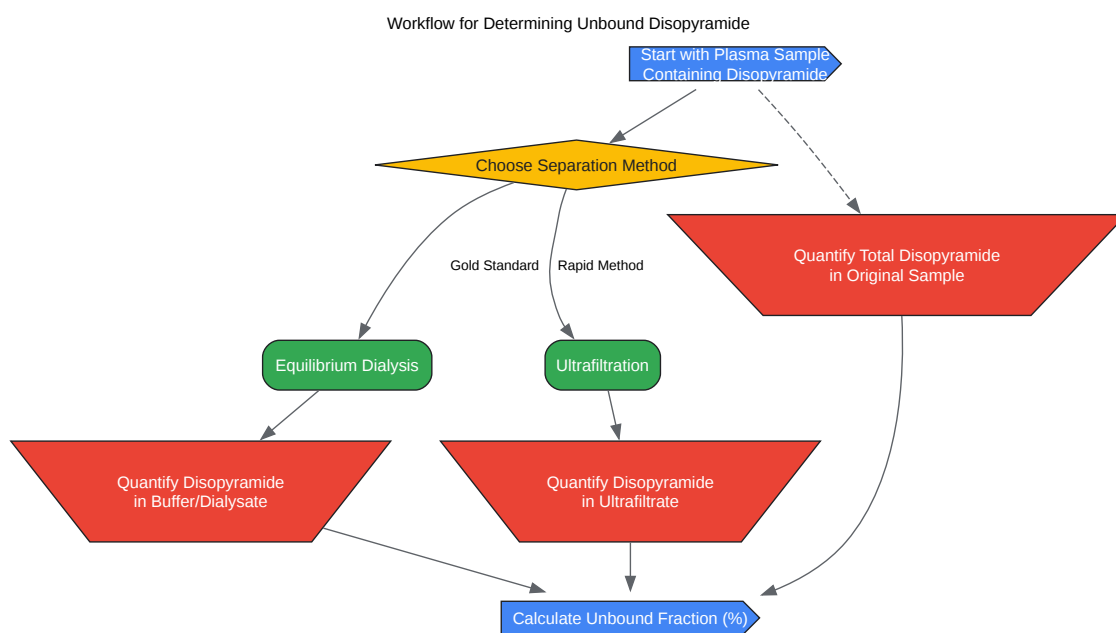 Workflow for Determining Unbound Disopyramide
Start with Plasma Sample
Containing Disopyramide
Choose Separation Method
Quantify Total Disopyramide
in Original Sample
Gold Standard
Rapid Method
Equilibrium Dialysis
Ultrafiltration
Quantify Disopyramide
in Buffer/Dialysate
Quantify Disopyramide
in Ultrafiltrate
Calculate Unbound Fraction (%)